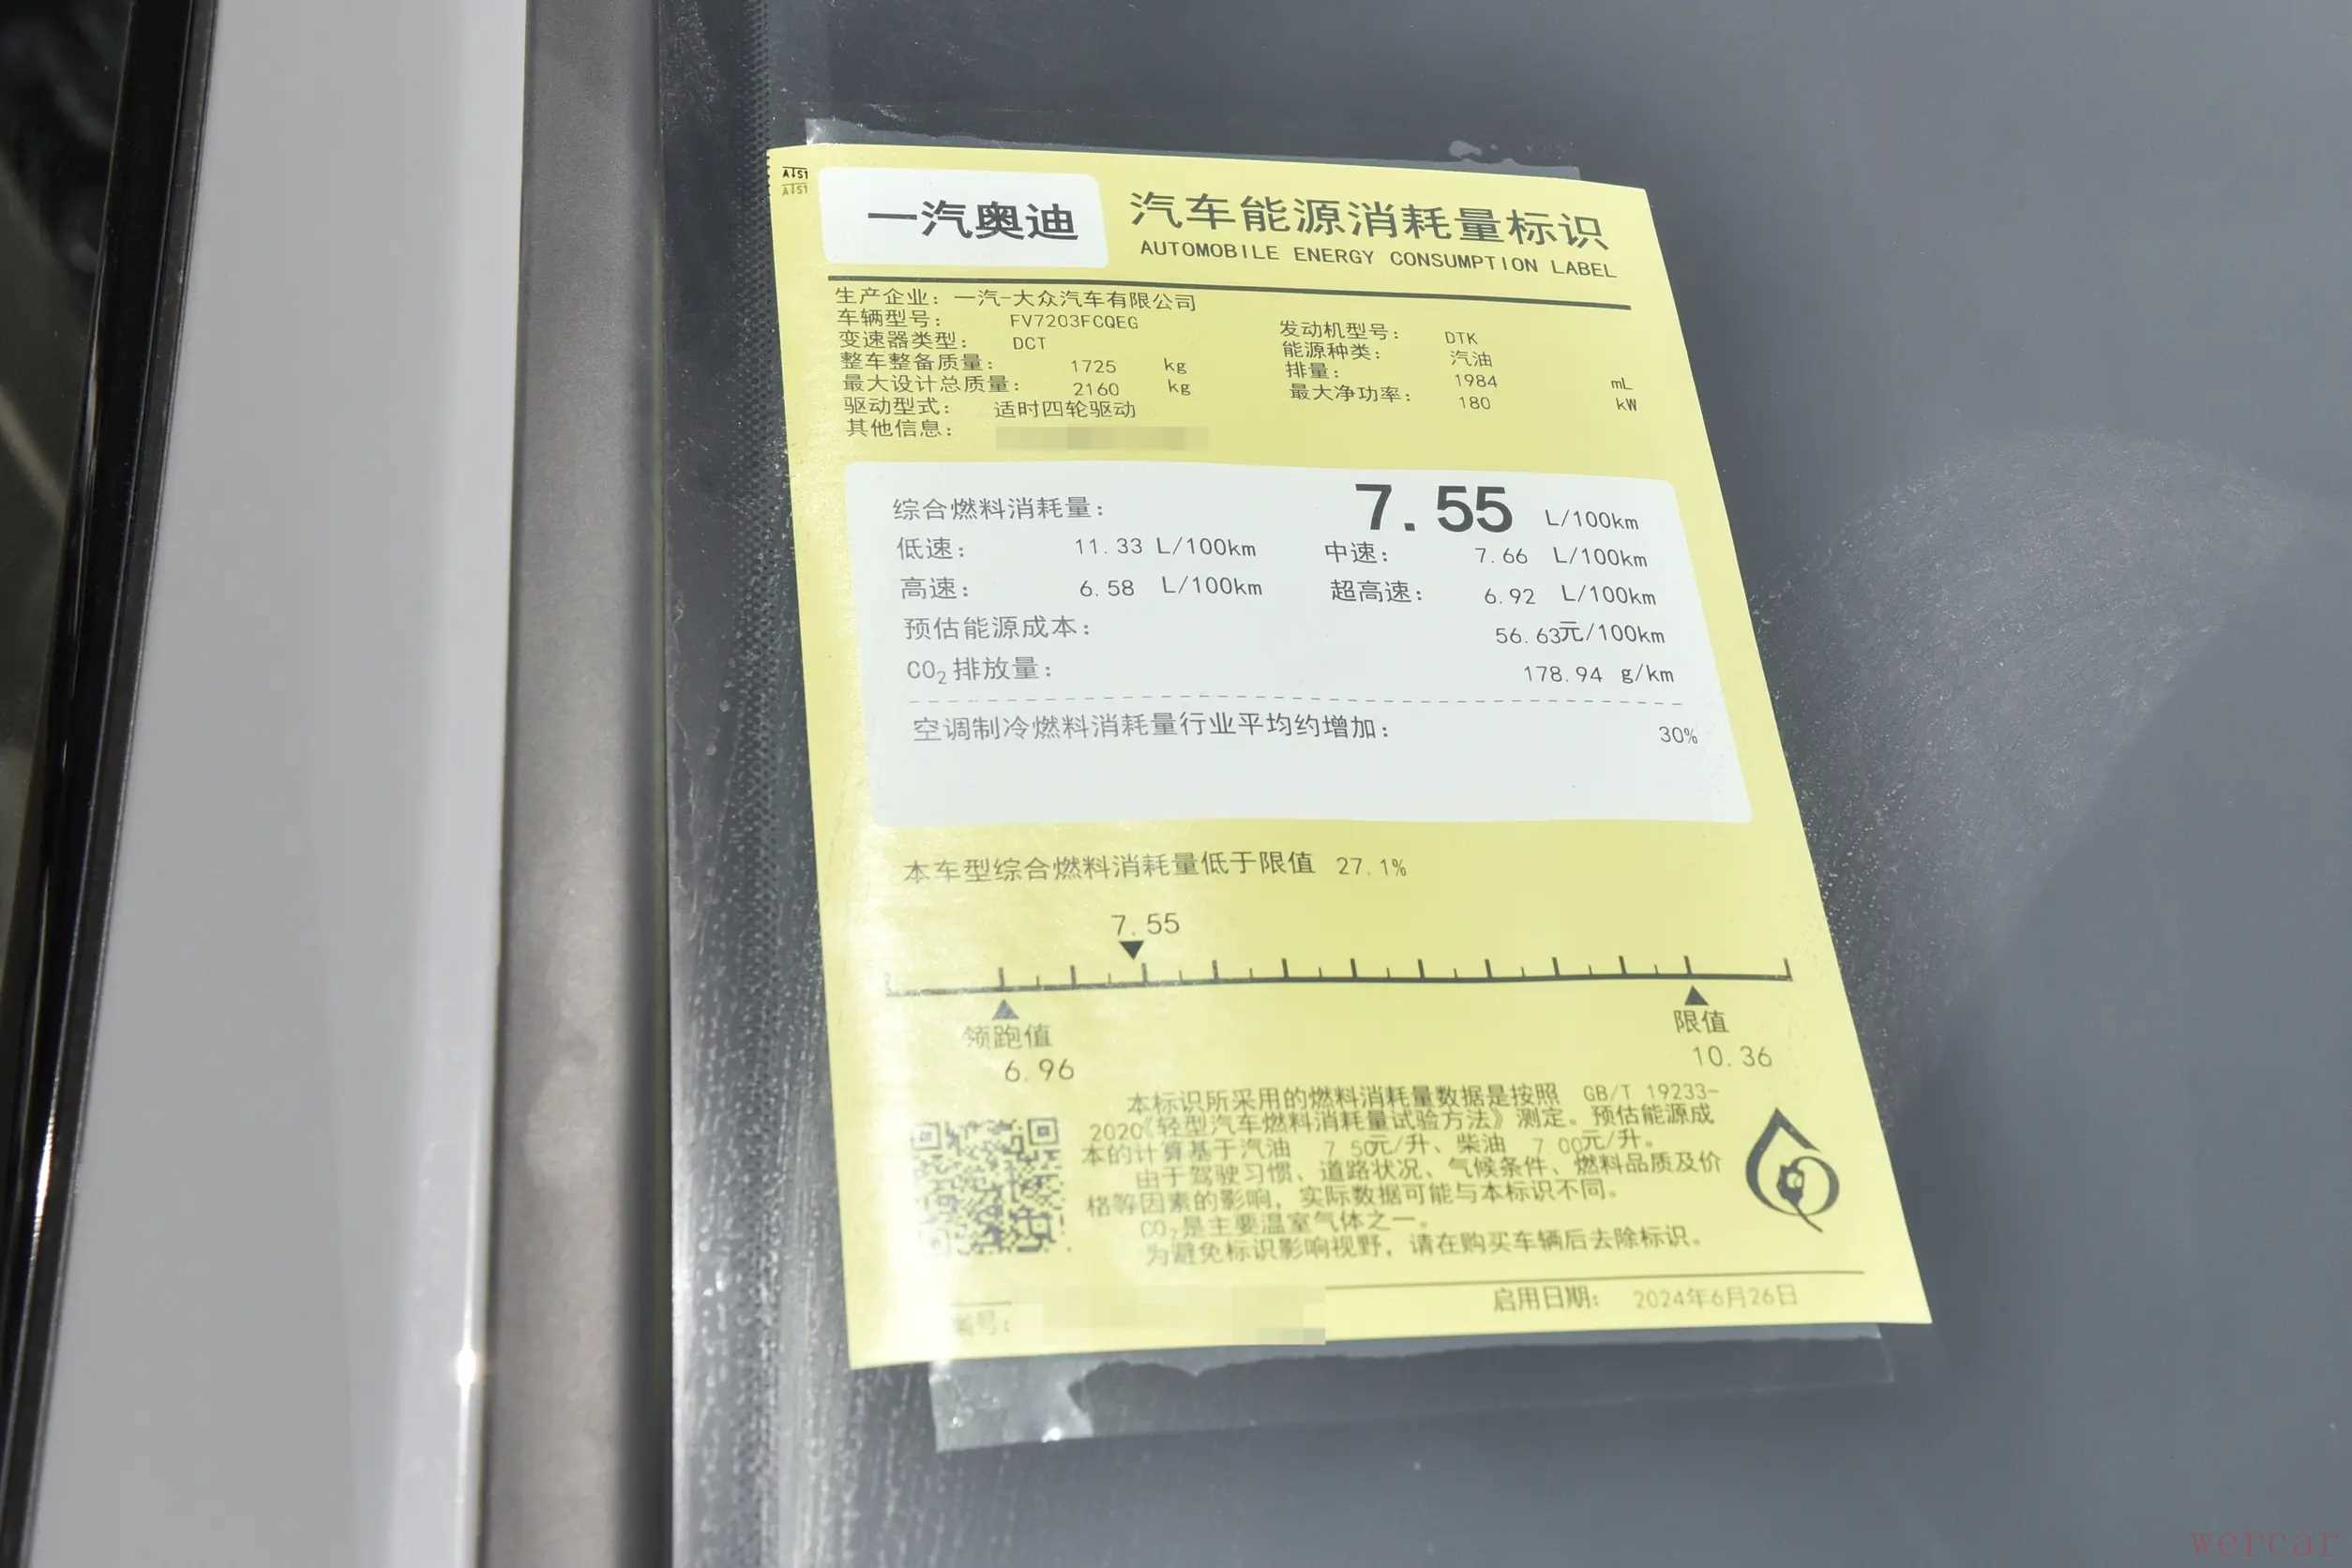 一汽奥迪
汽车能源消耗量标识
AUTOMOBILE ENERGY CONSUMPTION LABEL
生产企业: 一汽-大众汽车有限公司
车辆型号: FV7203FCQEG
发动机型号: DTK
变速器类型: DCT
能源种类: 汽油
整车整备质量: 1725 kg
排量: 1984 mL
最大设计总质量: 2160 kg
最大净功率: 180 kW
驱动型式: 适时四轮驱动
其他信息:
综合燃料消耗量: 7.55 L/100km
低速: 11.33 L/100km 中速: 7.66 L/100km
高速: 6.58 L/100km 超高速: 6.92 L/100km
预估能源成本: 56.63元/100km
CO₂排放量: 178.94 g/km
空调制冷燃料消耗量行业平均约增加: 30%
本车型综合燃料消耗量低于限值 27.1%
7.55
领跑值 限值
6.96 10.36
本标识所采用的燃料消耗量数据是按照 GB/T 19233-
2020《轻型汽车燃料消耗量试验方法》测定。预估能源成
本的计算基于汽油 7.50元/升、柴油 7.00元/升。
由于驾驶习惯、道路状况、气候条件、燃料品质及价
格等因素的影响,实际数据可能与本标识不同。
CO₂是主要温室气体之一。
为避免标识影响视野,请在购买车辆后去除标识。
编号:
启用日期: 2024年6月26日
wercar